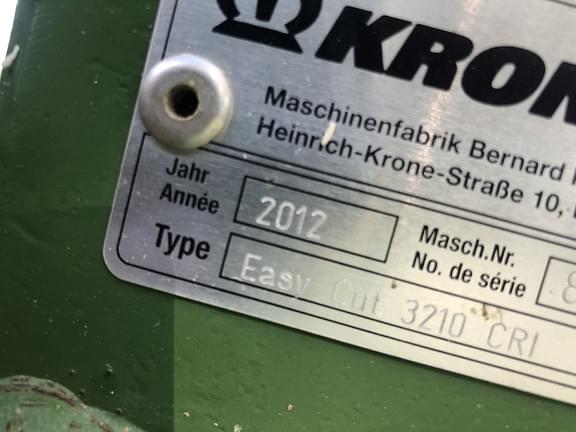 KRON
Maschinenfabrik Bernard
Heinrich-Krone-Straße 10,
Jahr
Année
2012
Masch.Nr.
No. de série
8
Type
Easy Cut 3210 CRI